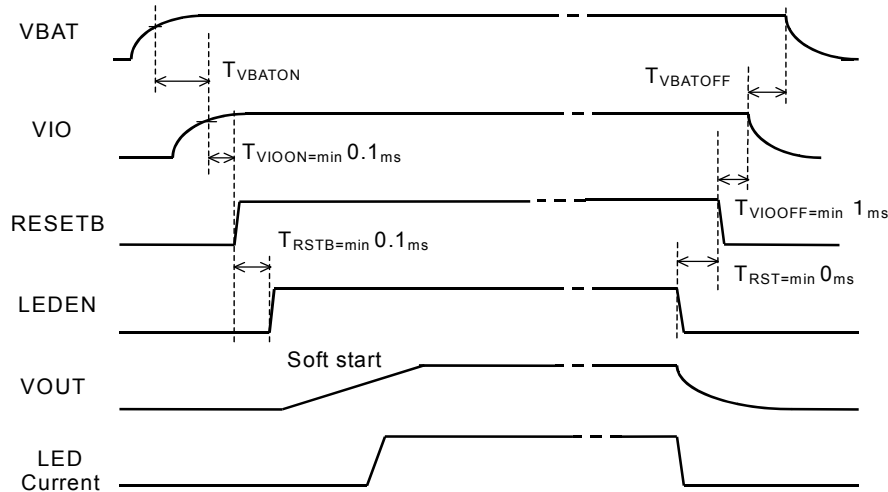 VBAT
TVBATON
TVBATOFF
VIO
TVIOON=min 0.1ms
RESETB
TVIOOFF=min 1ms
TRSTB=min 0.1ms
TRST=min 0ms
LEDEN
Soft start
VOUT
LED
Current